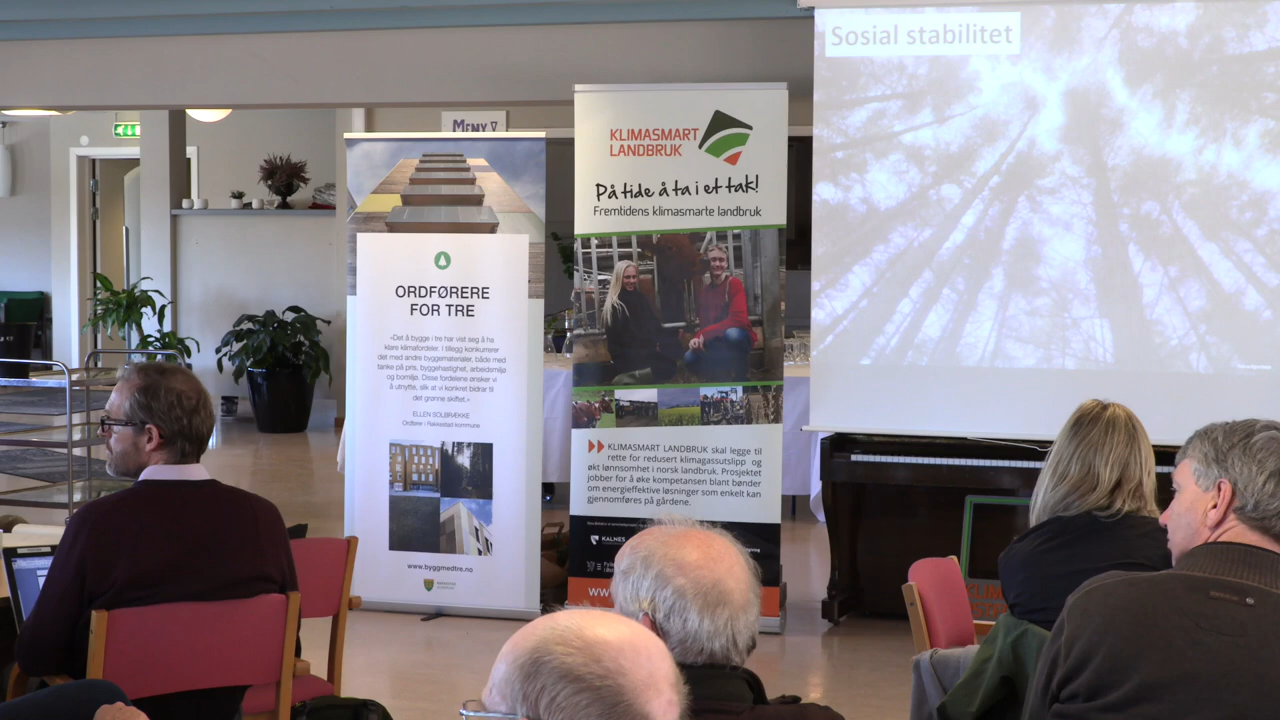 Sosial stabilitet
MENY
KLIMASMART
LANDBRUK
På tide å ta i et tak!
Fremtidens klimasmarte landbruk
ORDFØRERE
FOR TRE
«Det å bygge i tre har vist seg å ha
klare klimafordeler. I tillegg konkurrerer
det med andre byggematerialer, både med
tanke på pris, byggehastighet, arbeidsmiljø
og bomiljø. Disse fordelene ønsker vi
å utnytte, slik at vi konkret bidrar til
det grønne skiftet.»
ELLEN SOLBRÆKKE
Ordfører i Rakkestad kommune
www.byggmedtre.no
KLIMASMART LANDBRUK skal legge til
rette for redusert klimagassutslipp og
økt lønnsomhet i norsk landbruk. Prosjektet
jobber for å øke kompetansen blant bønder
om energieffektive løsninger som enkelt kan
gjennomføres på gårdene.
KALNES